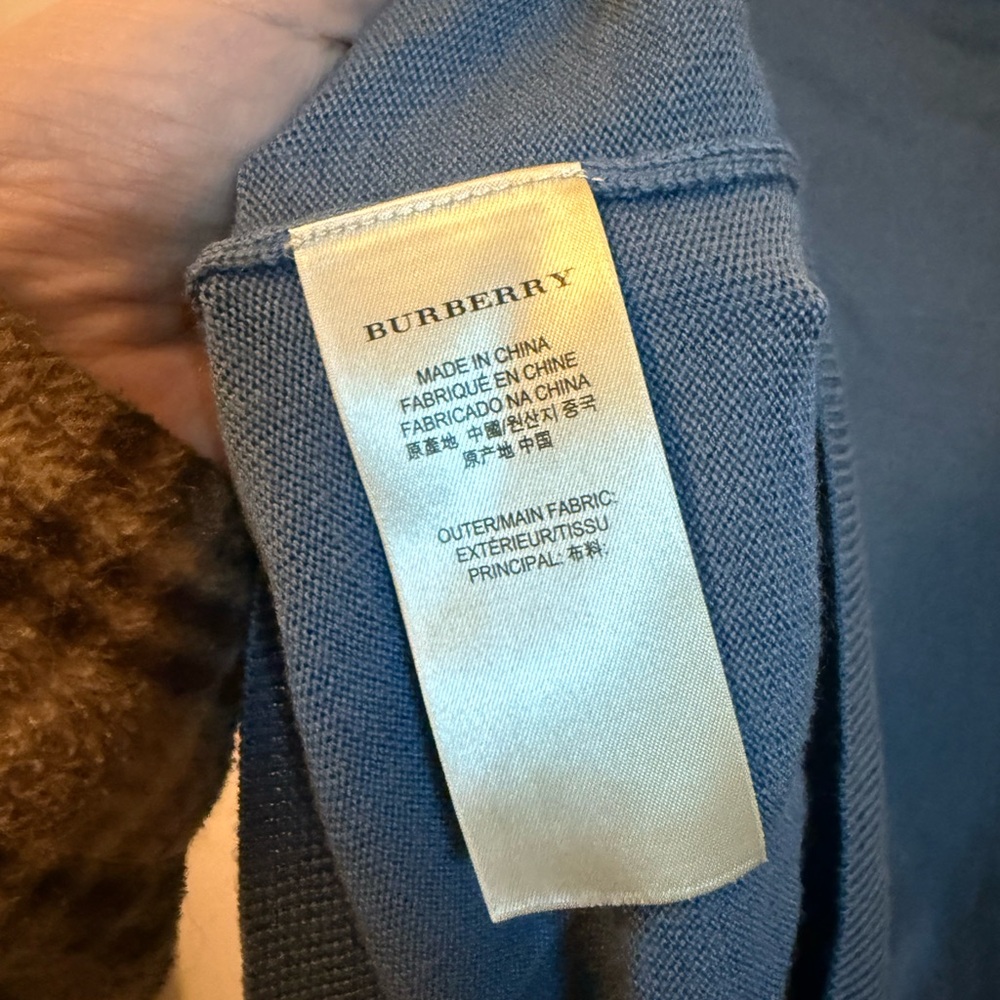 BURBERRY
MADE IN CHINA
FABRIQUÉ EN CHINE
FABRICADO NA CHINA
原產地 中國/원산지 중국
原产地 中国
OUTER/MAIN FABRIC:
EXTÉRIEUR/TISSU
PRINCIPAL: 布料: